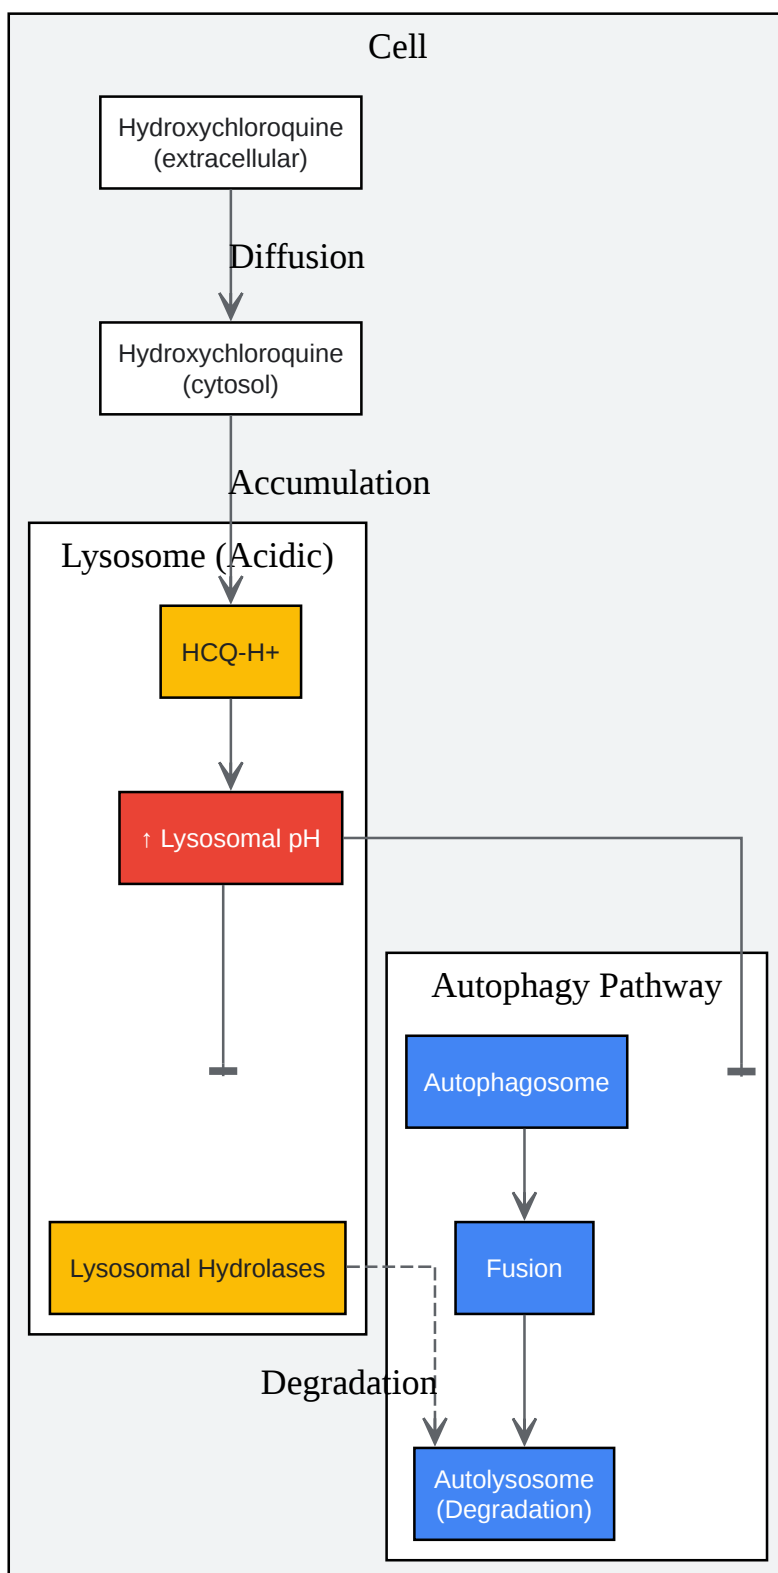 Cell
Hydroxychloroquine
(extracellular)
Diffusion
Hydroxychloroquine
(cytosol)
Accumulation
Lysosome (Acidic)
HCQ-H+
↑ Lysosomal pH
Autophagy Pathway
Autophagosome
Lysosomal Hydrolases
Fusion
Degradation
Autolysosome
(Degradation)